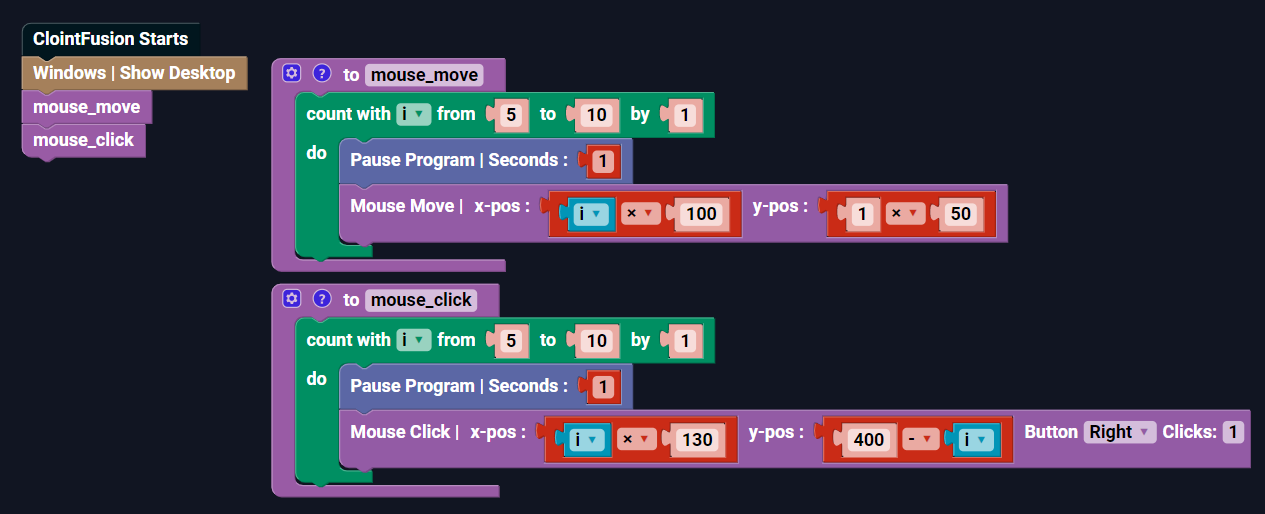 ClointFusion Starts
Windows | Show Desktop
mouse_move
mouse_click
? to mouse_move
count with i ▼ from 5 to 10 by 1
do
Pause Program | Seconds : 1
Mouse Move | x-pos : i ▼ × ▼ 100 y-pos : 1 × ▼ 50
? to mouse_click
count with i ▼ from 5 to 10 by 1
do
Pause Program | Seconds : 1
Mouse Click | x-pos : i ▼ × ▼ 130 y-pos : 400 - ▼ i ▼ Button Right ▼ Clicks: 1